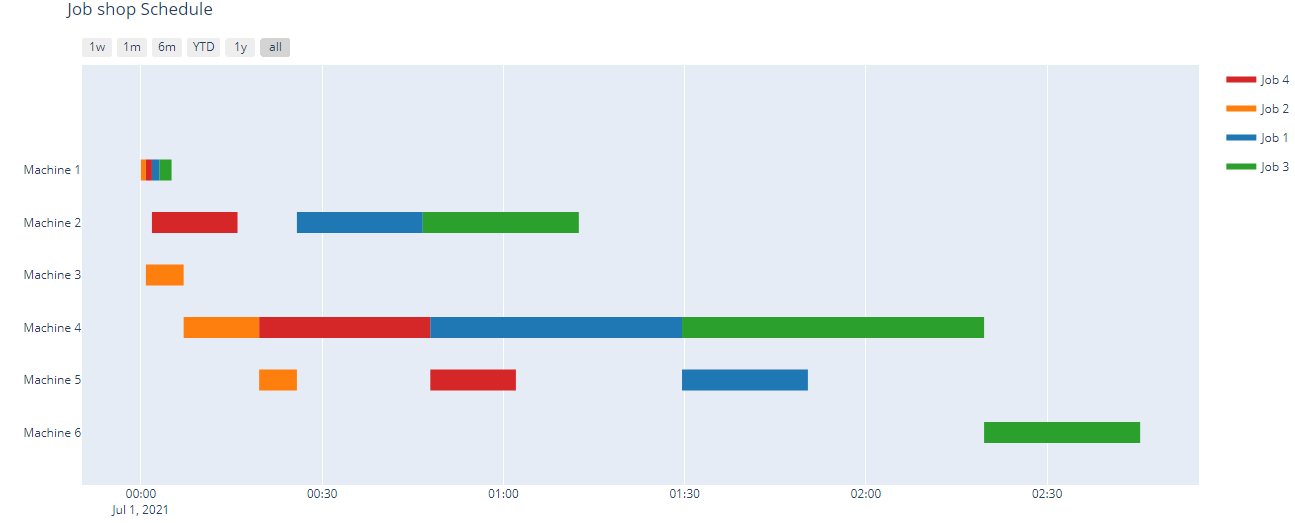 Job shop Schedule
1w 1m 6m YTD 1y all
Job 4
Job 2
Job 1
Job 3
Machine 1
Machine 2
Machine 3
Machine 4
Machine 5
Machine 6
00:00 00:30 01:00 01:30 02:00 02:30
Jul 1, 2021